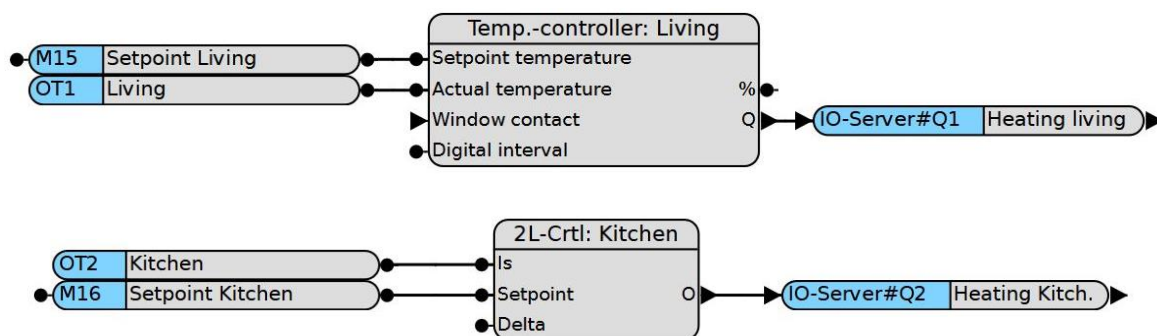 Temp.-controller: Living
M15 Setpoint Living
Setpoint temperature
OT1 Living
Actual temperature
%
Window contact
Q
IO-Server#Q1 Heating living
Digital interval
2L-Crtl: Kitchen
OT2 Kitchen
Is
M16 Setpoint Kitchen
Setpoint
O
IO-Server#Q2 Heating Kitch.
Delta